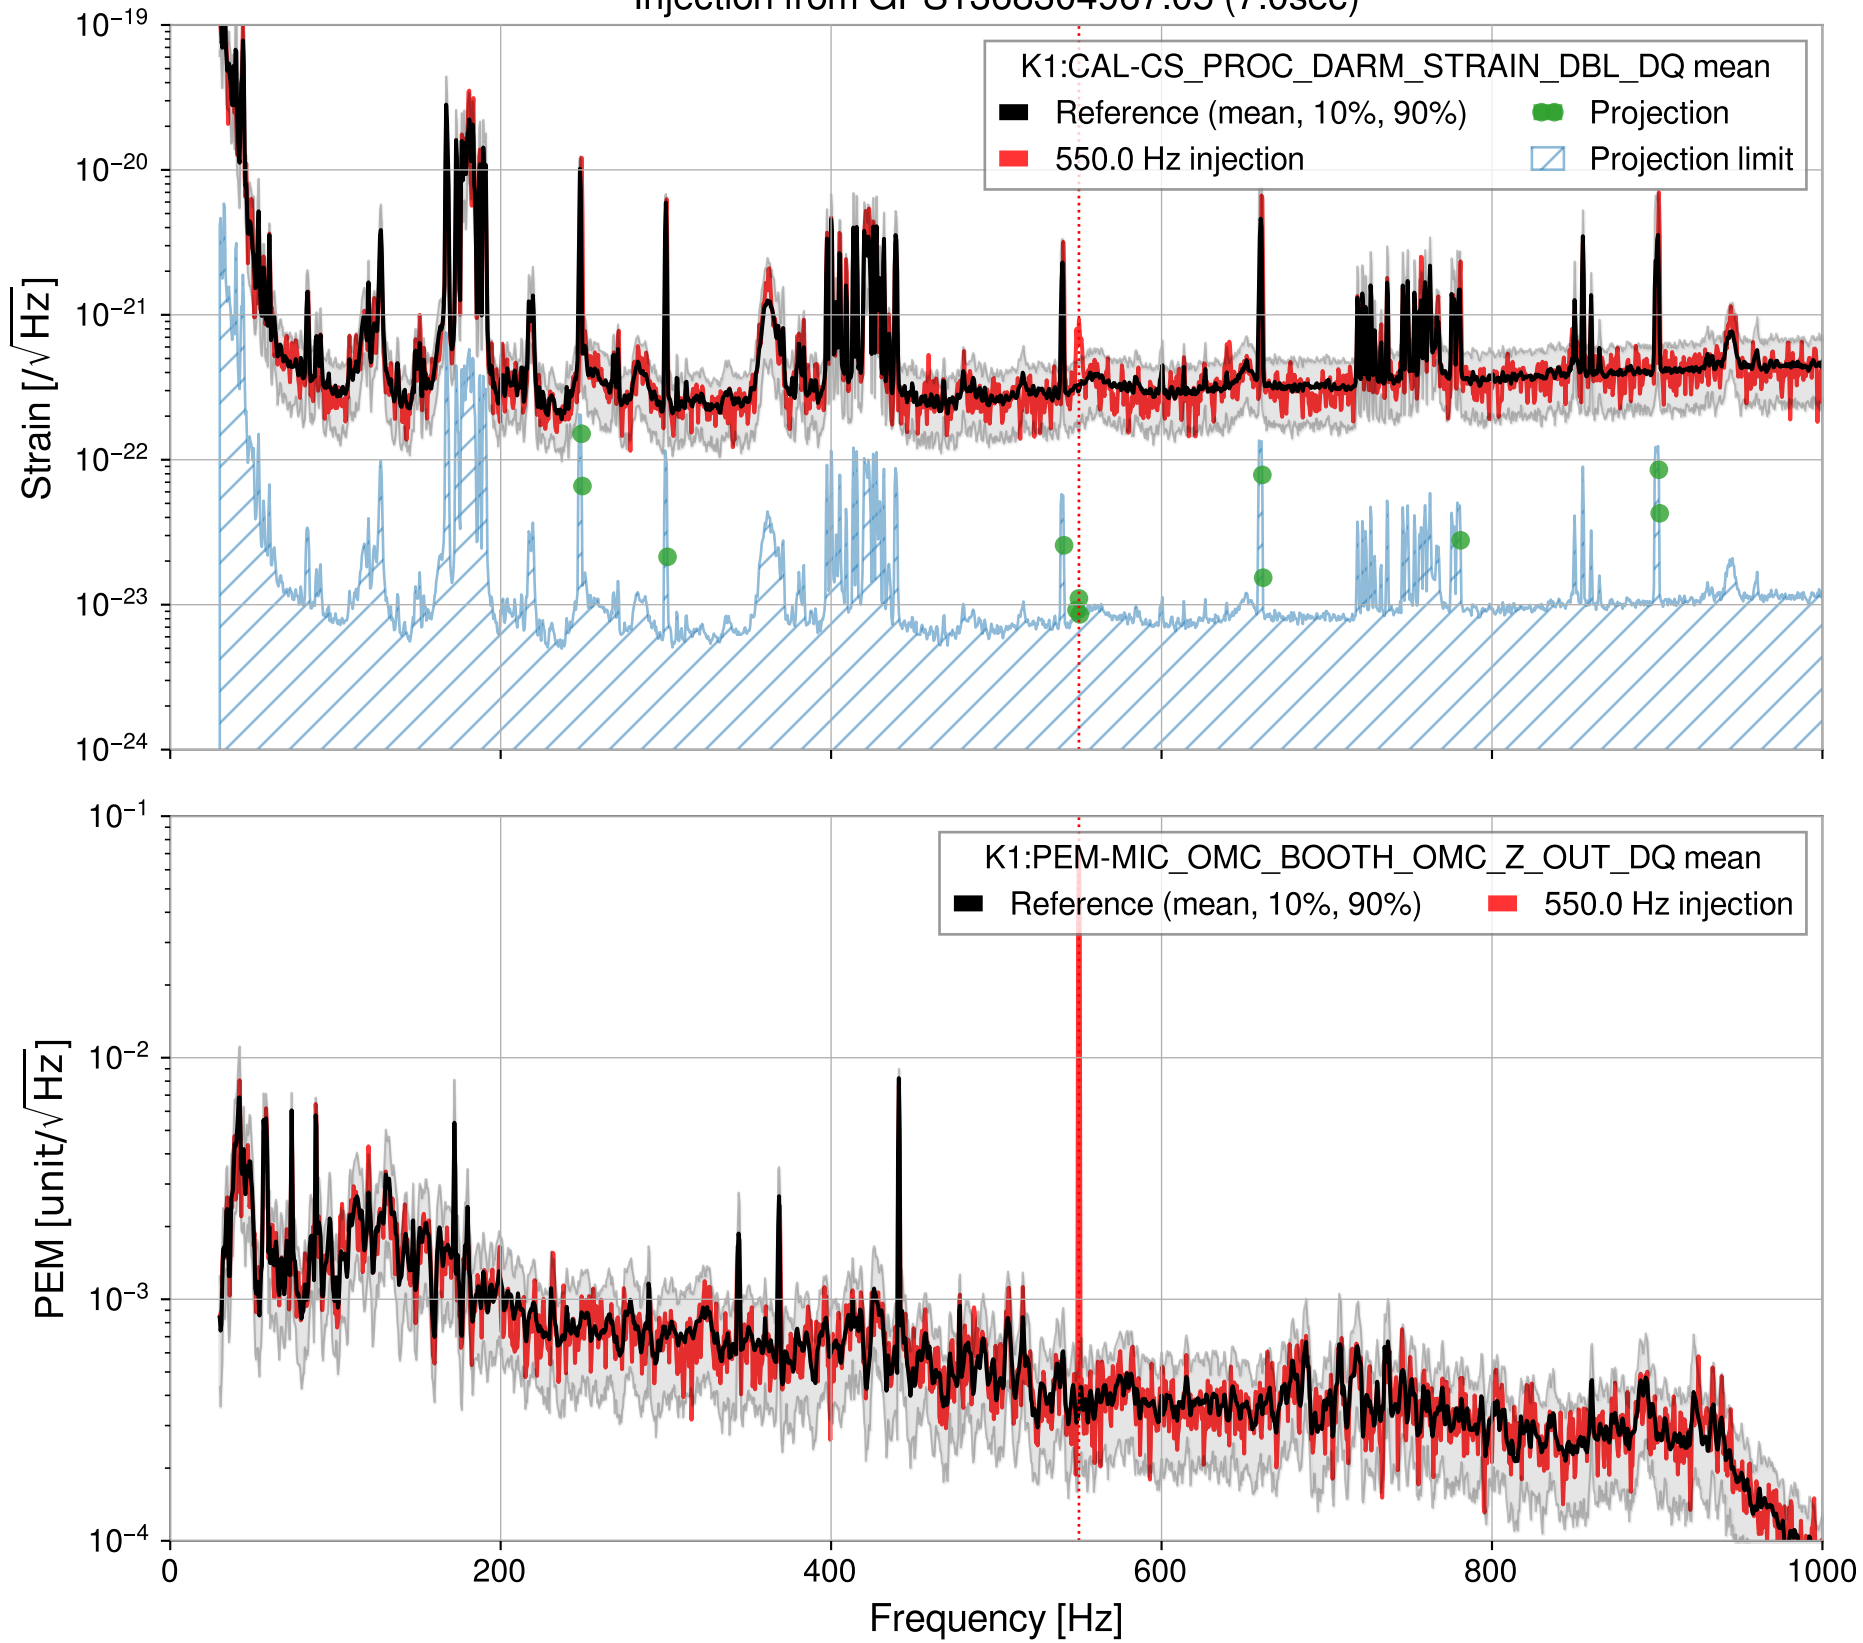 10⁻¹⁹
10⁻²⁰
10⁻²¹
10⁻²²
10⁻²³
10⁻²⁴
Strain [/√Hz]
K1:CAL-CS_PROC_DARM_STRAIN_DBL_DQ mean
Reference (mean, 10%, 90%)
Projection
550.0 Hz injection
Projection limit
10⁻¹
10⁻²
10⁻³
10⁻⁴
PEM [unit/√Hz]
K1:PEM-MIC_OMC_BOOTH_OMC_Z_OUT_DQ mean
Reference (mean, 10%, 90%)
550.0 Hz injection
0 200 400 600 800 1000
Frequency [Hz]